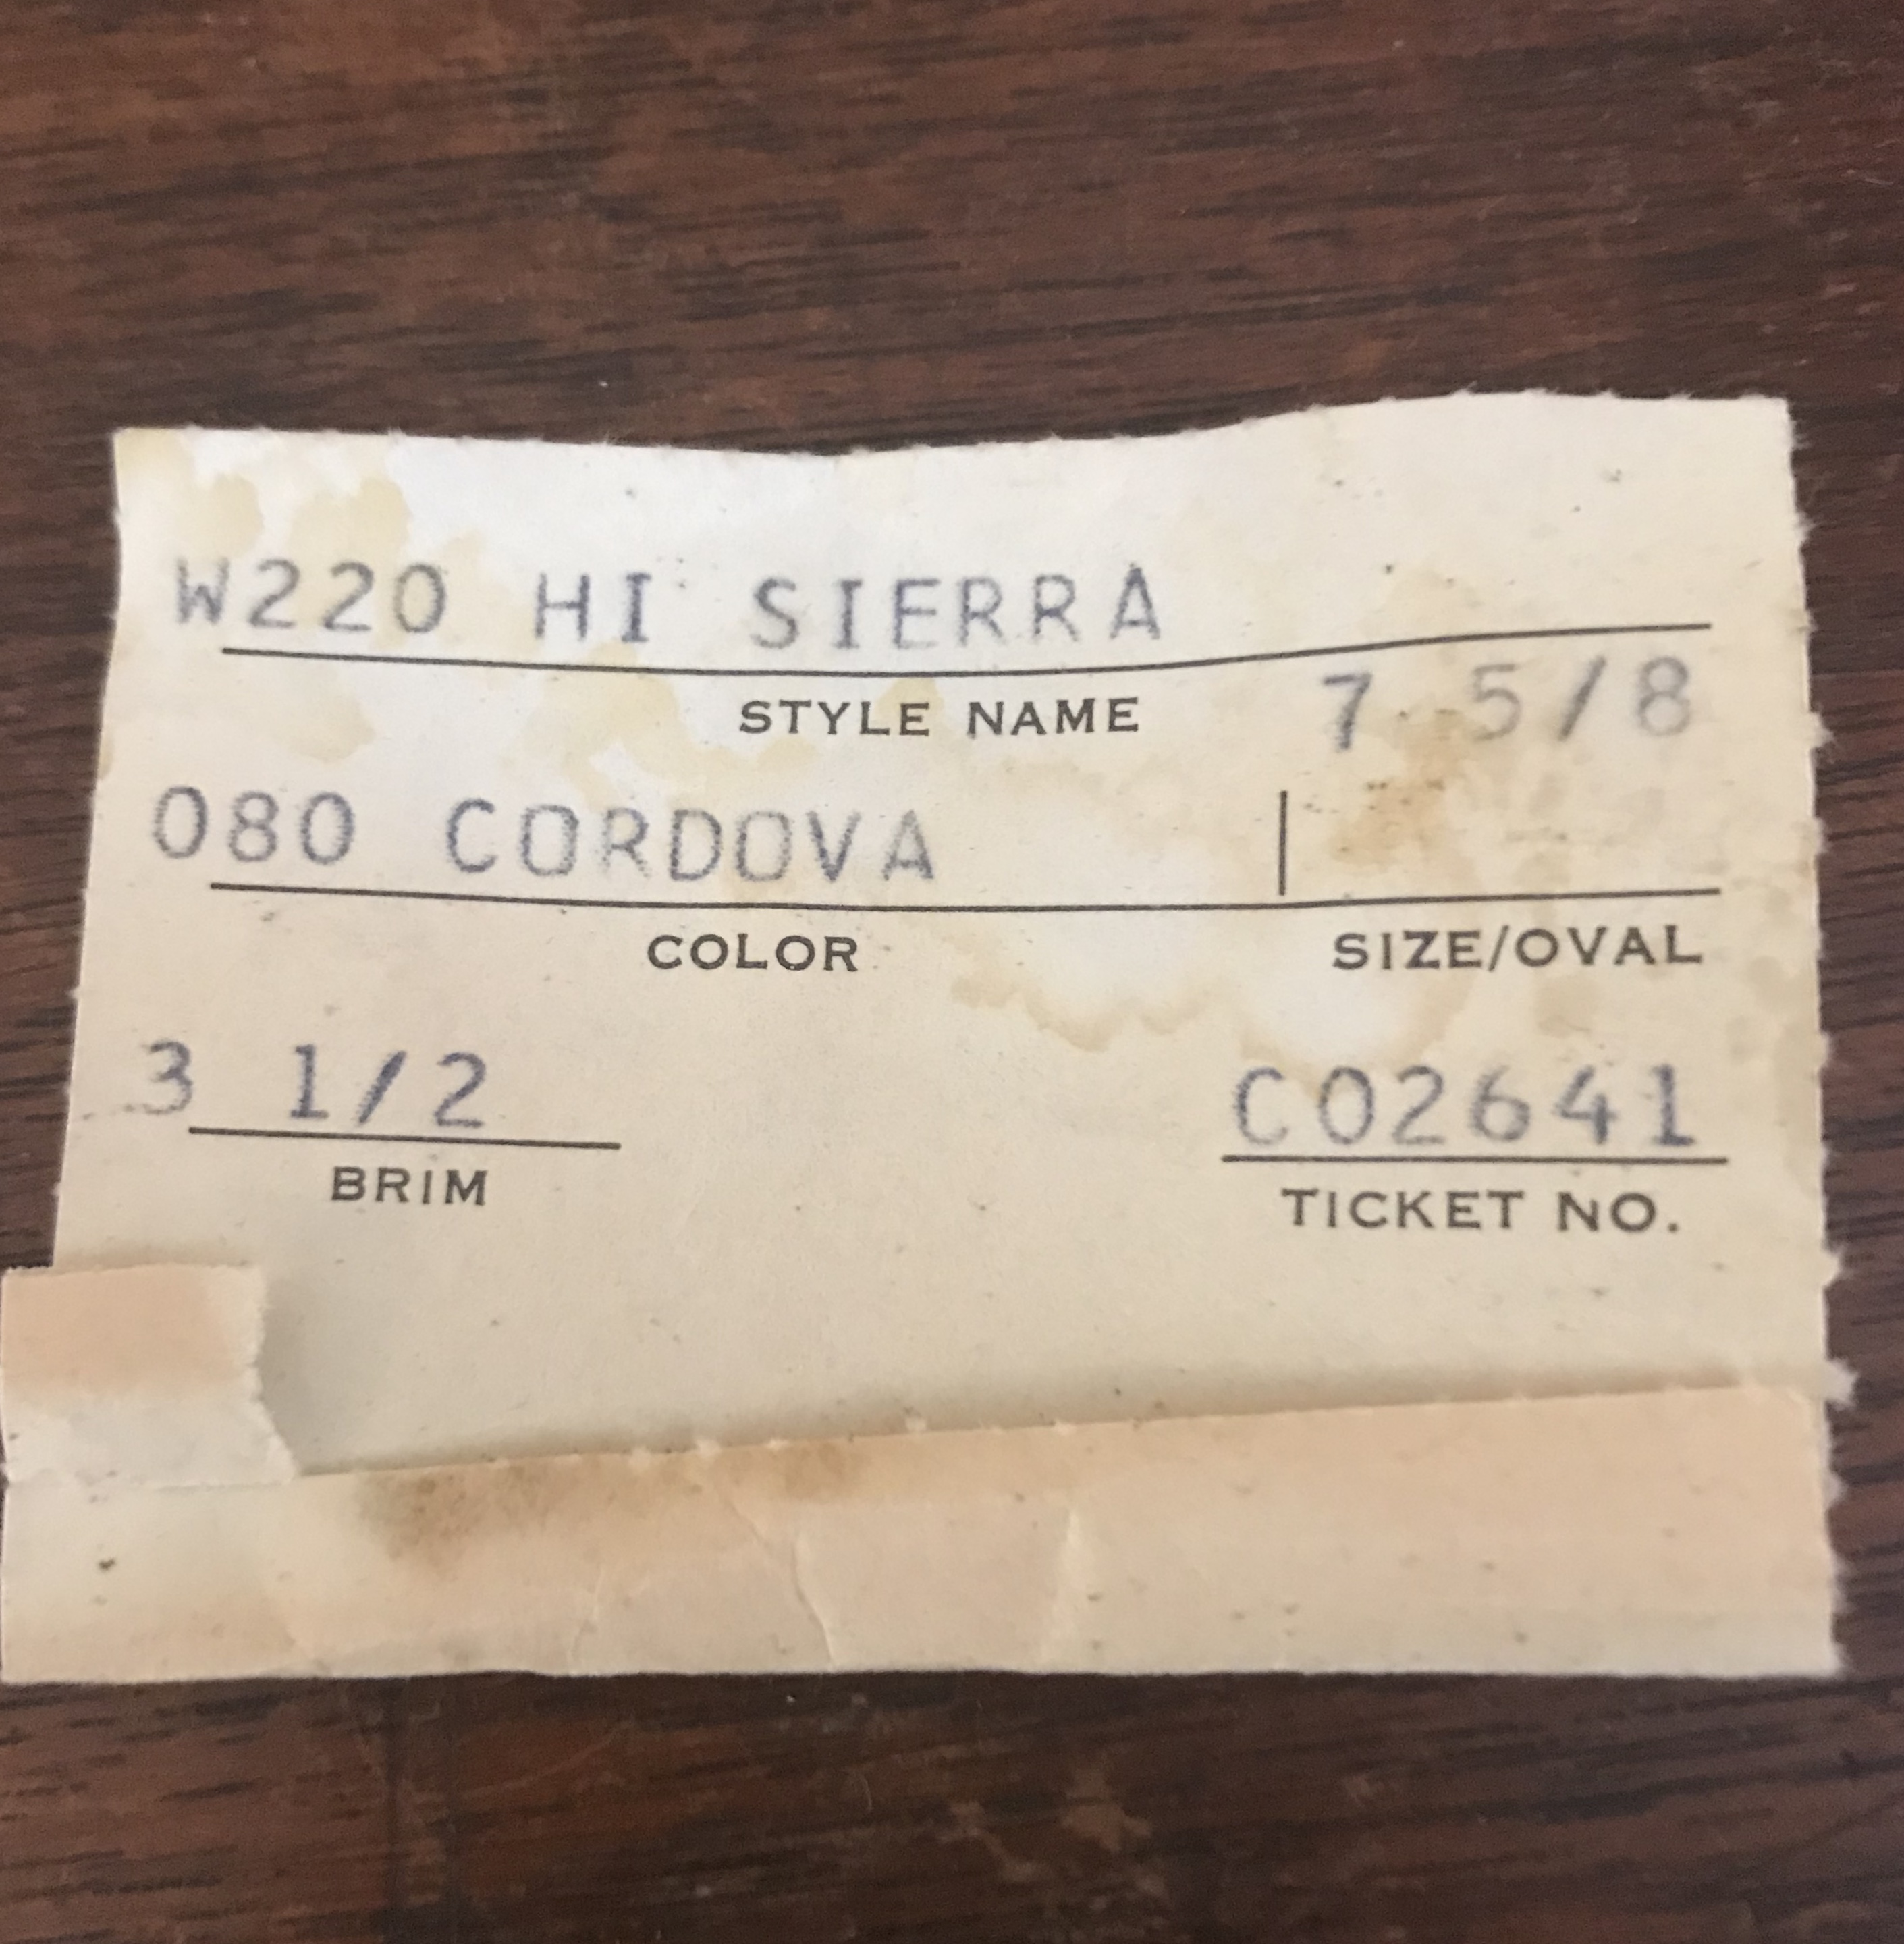 W220 HI SIERRA
STYLE NAME
7 5/8
080 CORDOVA
COLOR
SIZE/OVAL
3 1/2
C02641
BRIM
TICKET NO.